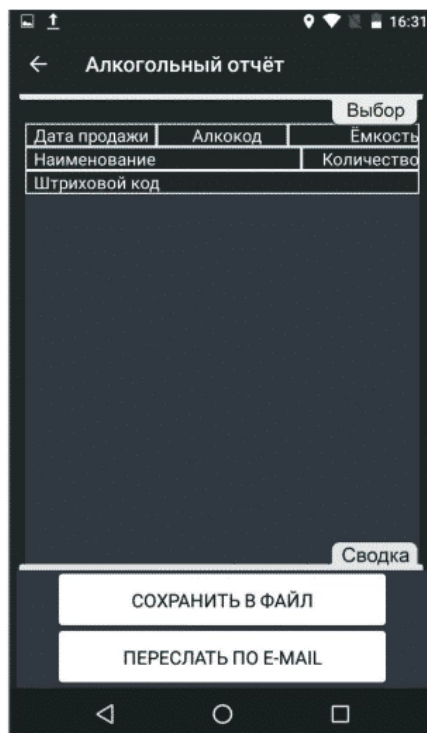 16:31
Алкогольный отчёт
Выбор
Дата продажи Алкокод Ёмкость
Наименование Количество
Штриховой код
Сводка
СОХРАНИТЬ В ФАЙЛ
ПЕРЕСЛАТЬ ПО E-MAIL